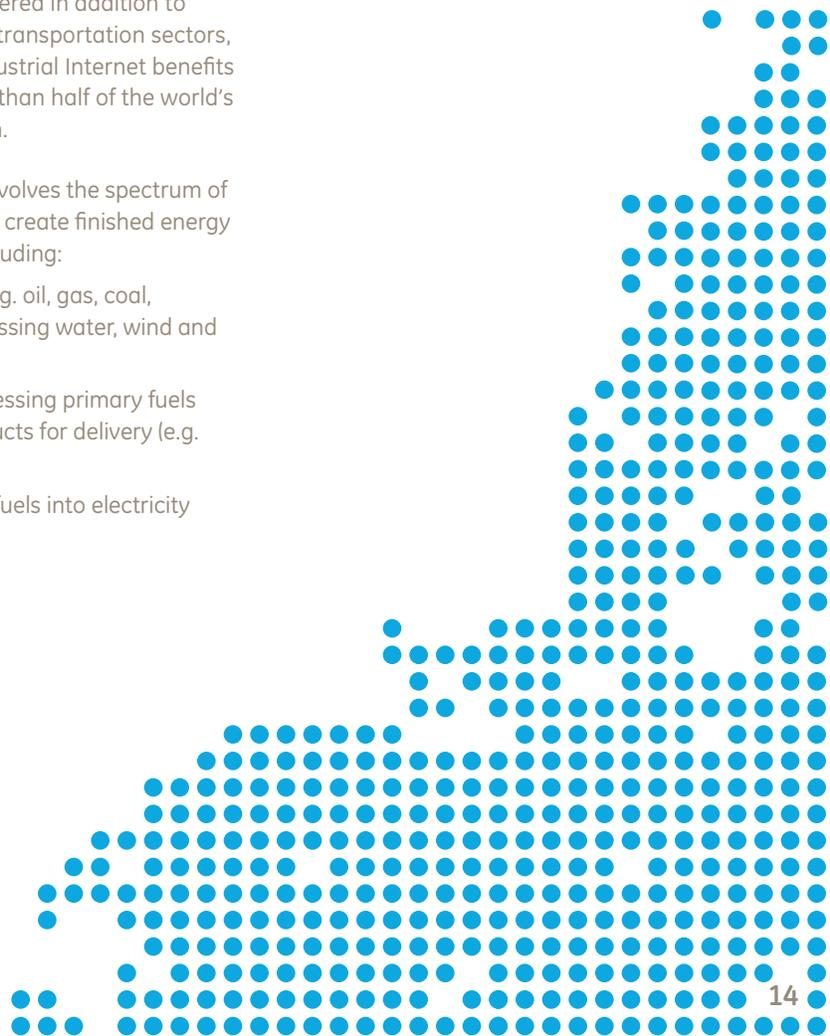 ered in addition to
transportation sectors,
ustrial Internet benefits
than half of the world’s
.
volves the spectrum of
create finished energy
uding:
g. oil, gas, coal,
ssing water, wind and
essing primary fuels
ucts for delivery (e.g.
fuels into electricity
14